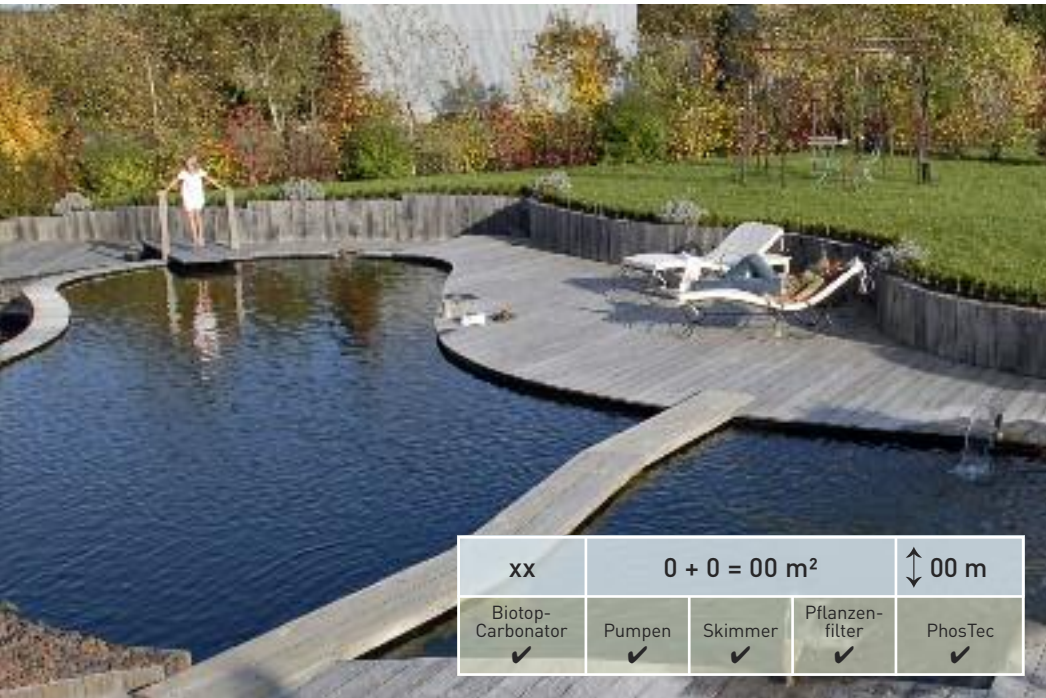 xx 0 + 0 = 00 m² ↕ 00 m
Biotop-
Carbonator
✔
Pumpen
✔
Skimmer
✔
Pflanzen-
filter
✔
PhosTec
✔